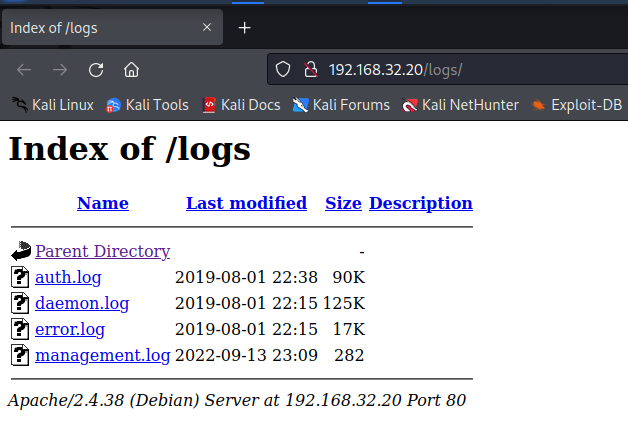 Index of /logs
192.168.32.20/logs/
Kali Linux Kali Tools Kali Docs Kali Forums Kali NetHunter Exploit-DB
Index of /logs
Name Last modified Size Description
Parent Directory -
auth.log 2019-08-01 22:38 90K
daemon.log 2019-08-01 22:15 125K
error.log 2019-08-01 22:15 17K
management.log 2022-09-13 23:09 282
Apache/2.4.38 (Debian) Server at 192.168.32.20 Port 80